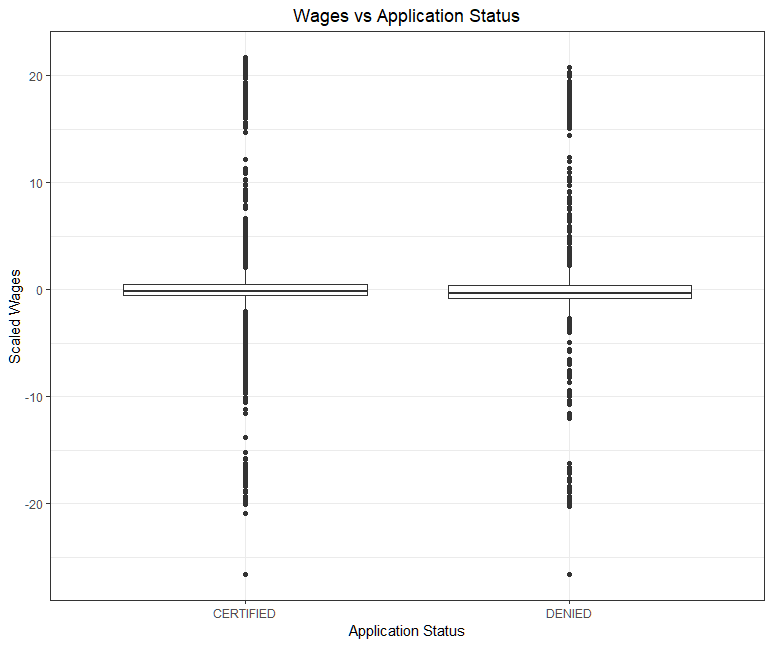 Wages vs Application Status
Scaled Wages
20
10
0
-10
-20
CERTIFIED DENIED
Application Status